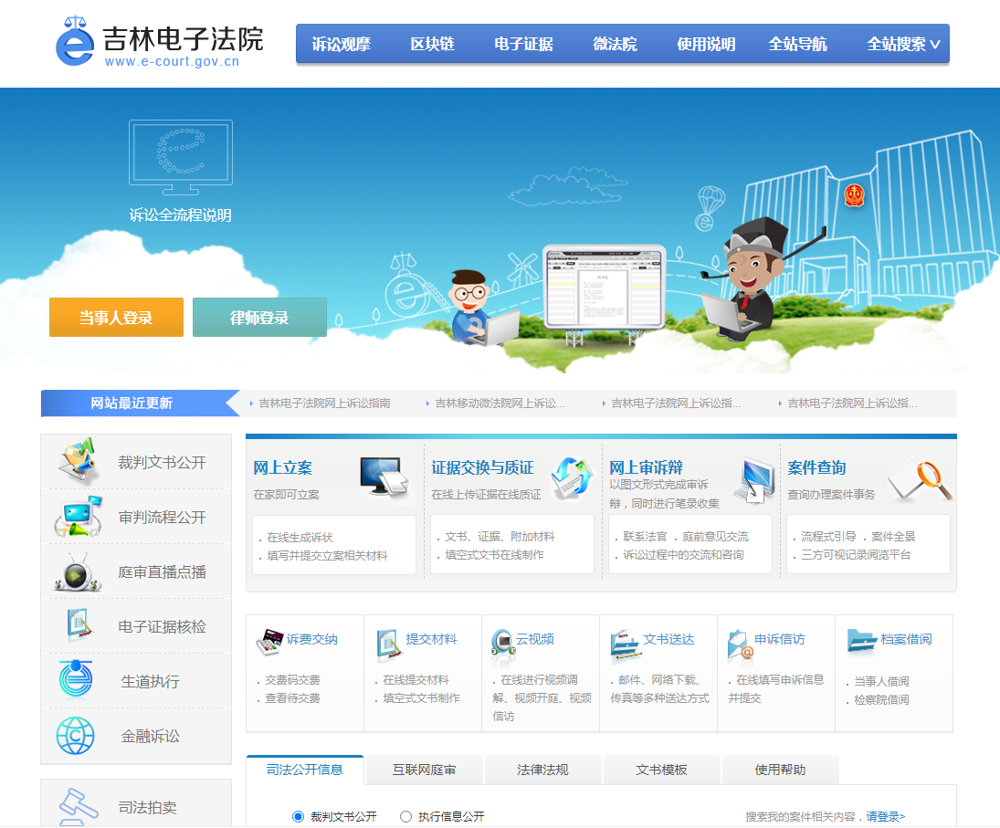 吉林电子法院
www.e-court.gov.cn
诉讼观摩 区块链 电子证据 微法院 使用说明 全站导航 全站搜索
诉讼全流程说明
当事人登录 律师登录
网站最近更新 吉林电子法院网上诉讼指南 吉林移动微法院网上诉讼... 吉林电子法院网上诉讼指... 吉林电子法院网上诉讼指...
裁判文书公开
审判流程公开
庭审直播点播
电子证据核检
生道执行
金融诉讼
司法拍卖
网上立案
在家即可立案
. 在线生成诉状
. 填写并提交立案相关材料
证据交换与质证
在线上传证据在线质证
. 文书、证据、附加材料
. 填空式文书在线制作
网上审诉辩
以图文形式完成审诉
辩，同时进行笔录收集
. 联系法官 . 庭前意见交流
. 诉讼过程中的交流和咨询
案件查询
查询办理案件事务
. 流程式引导 . 案件全景
. 三方可视记录阅览平台
诉费交纳
. 交费码交费
. 查看待交费
提交材料
. 在线提交材料
. 填空式文书制作
云视频
. 在线进行视频调
解、视频开庭、视频
信访
文书送达
. 邮件、网络下载、
传真等多种送达方式
申诉信访
. 在线填写申诉信息
并提交
档案借阅
. 当事人借阅
. 检察院借阅
司法公开信息 互联网庭审 法律法规 文书模板 使用帮助
裁判文书公开 执行信息公开 搜索我的案件相关内容，请登录>